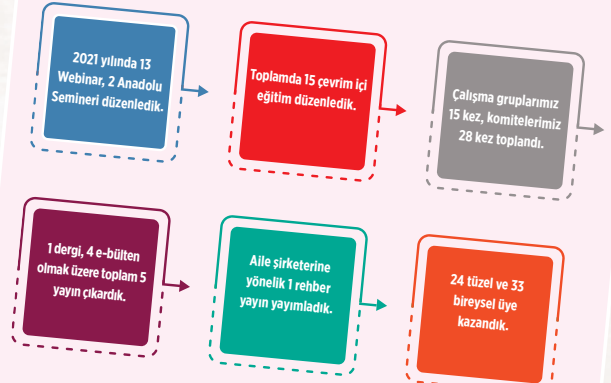 2021 yılında 13
Webinar, 2 Anadolu
Semineri düzenledik.
Toplamda 15 çevrim içi
eğitim düzenledik.
Çalışma gruplarımız
15 kez, komitelerimiz
28 kez toplandı.
1 dergi, 4 e-bülten
olmak üzere toplam 5
yayın çıkardık.
Aile şirketerine
yönelik 1 rehber
yayın yayımladık.
24 tüzel ve 33
bireysel üye
kazandık.